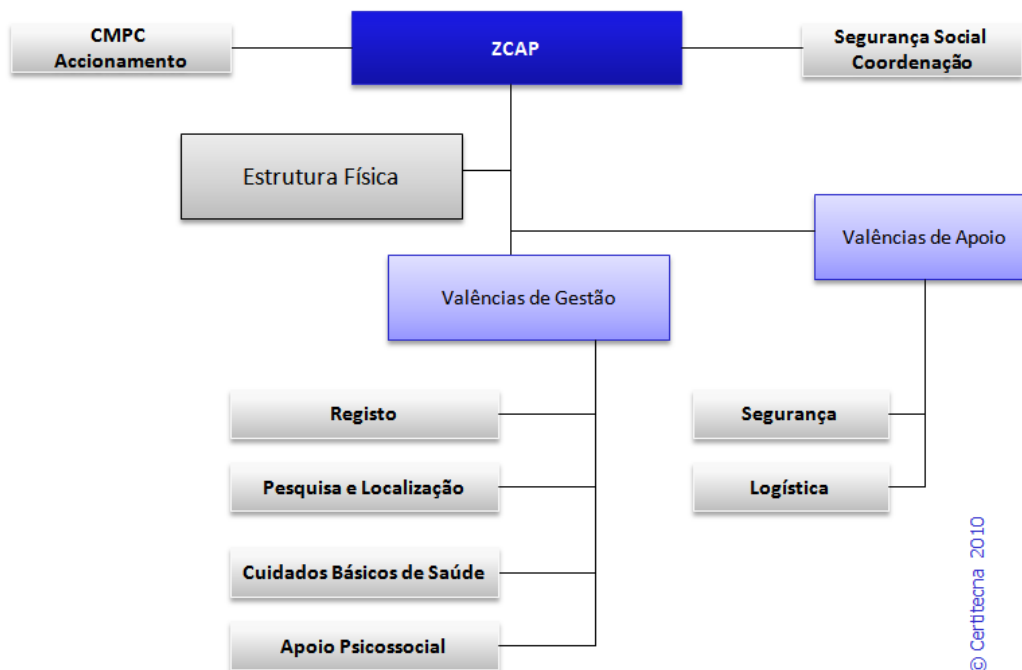 CMPC
Accionamento
ZCAP
Segurança Social
Coordenação
Estrutura Física
Valências de Apoio
Valências de Gestão
Registo
Segurança
Pesquisa e Localização
Logística
Cuidados Básicos de Saúde
Apoio Psicossocial
© Certitecna 2010